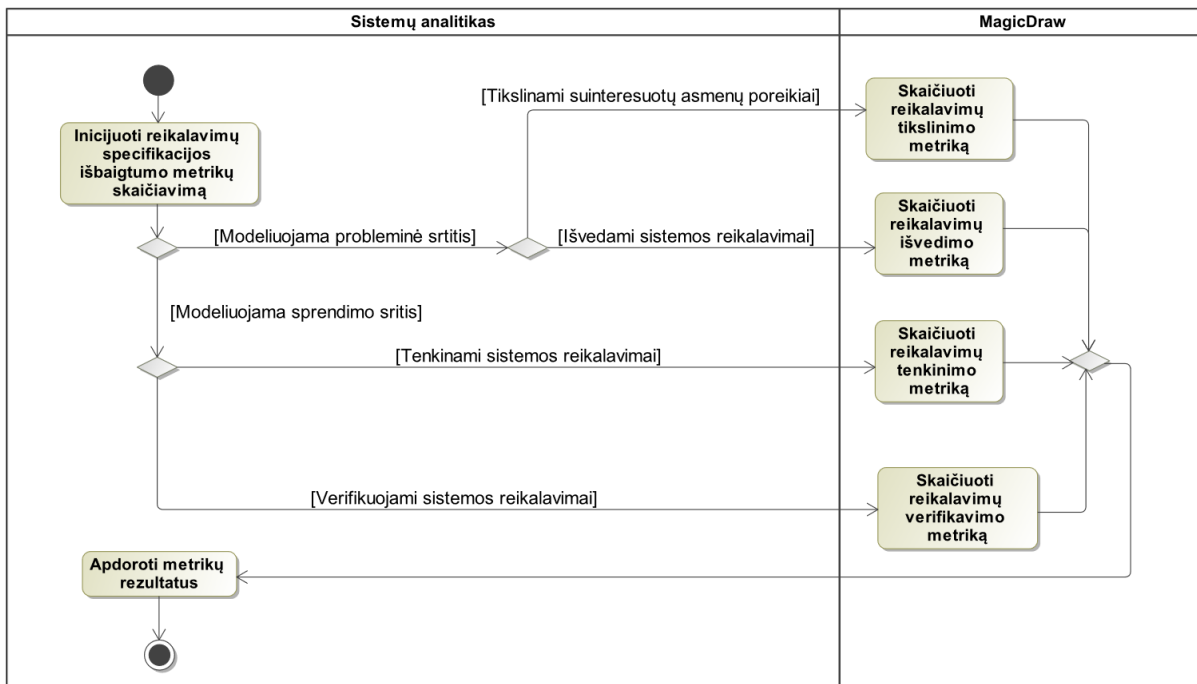 Sistemų analitikas
MagicDraw
[Tikslinami suinteresuotų asmenų poreikiai]
Skaičiuoti
reikalavimų
tikslinimo
metriką
Inicijuoti reikalavimų
specifikacijos
išbaigtumo metrikų
skaičiavimą
[Modeliuojama probleminė srtitis]
[Išvedami sistemos reikalavimai]
Skaičiuoti
reikalavimų
išvedimo
metriką
[Modeliuojama sprendimo sritis]
[Tenkinami sistemos reikalavimai]
Skaičiuoti
reikalavimų
tenkinimo
metriką
[Verifikuojami sistemos reikalavimai]
Skaičiuoti
reikalavimų
verifikavimo
metriką
Apdoroti metrikų
rezultatus